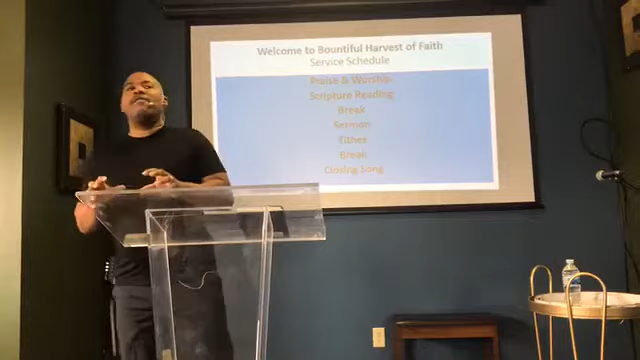 Welcome to Bountiful Harvest of Faith
Service Schedule
Praise & Worship
Scripture Reading
Break
Sermon
Tithes
Break
Closing Song